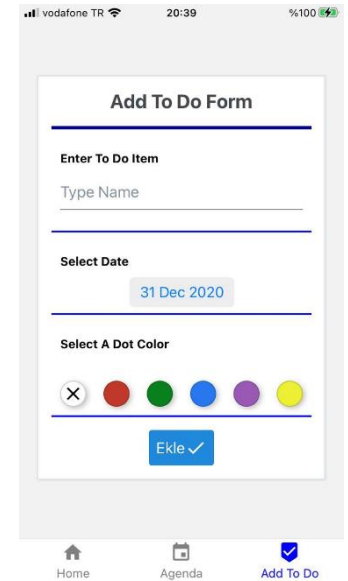 vodafone TR 20:39 %100
Add To Do Form
Enter To Do Item
Type Name
Select Date
31 Dec 2020
Select A Dot Color
Ekle
Home Agenda Add To Do